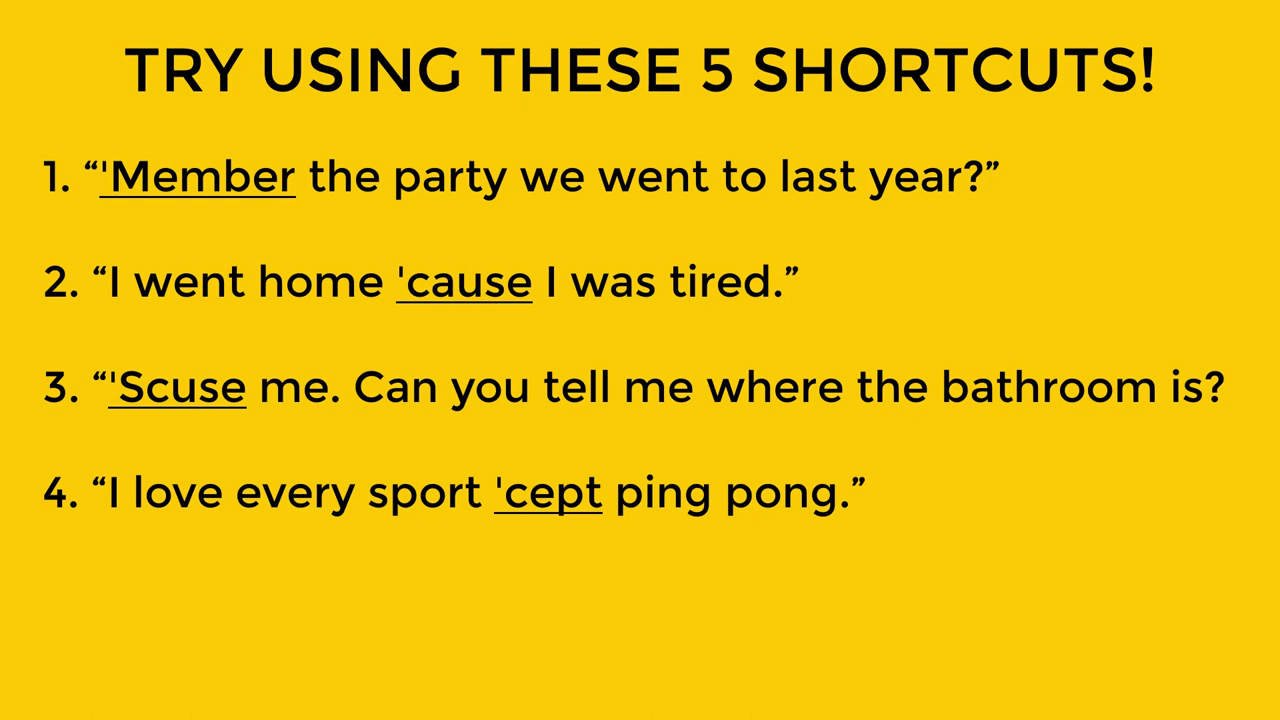 TRY USING THESE 5 SHORTCUTS!
1. “'Member the party we went to last year?”
2. “I went home 'cause I was tired.”
3. “'Scuse me. Can you tell me where the bathroom is?
4. “I love every sport 'cept ping pong.”